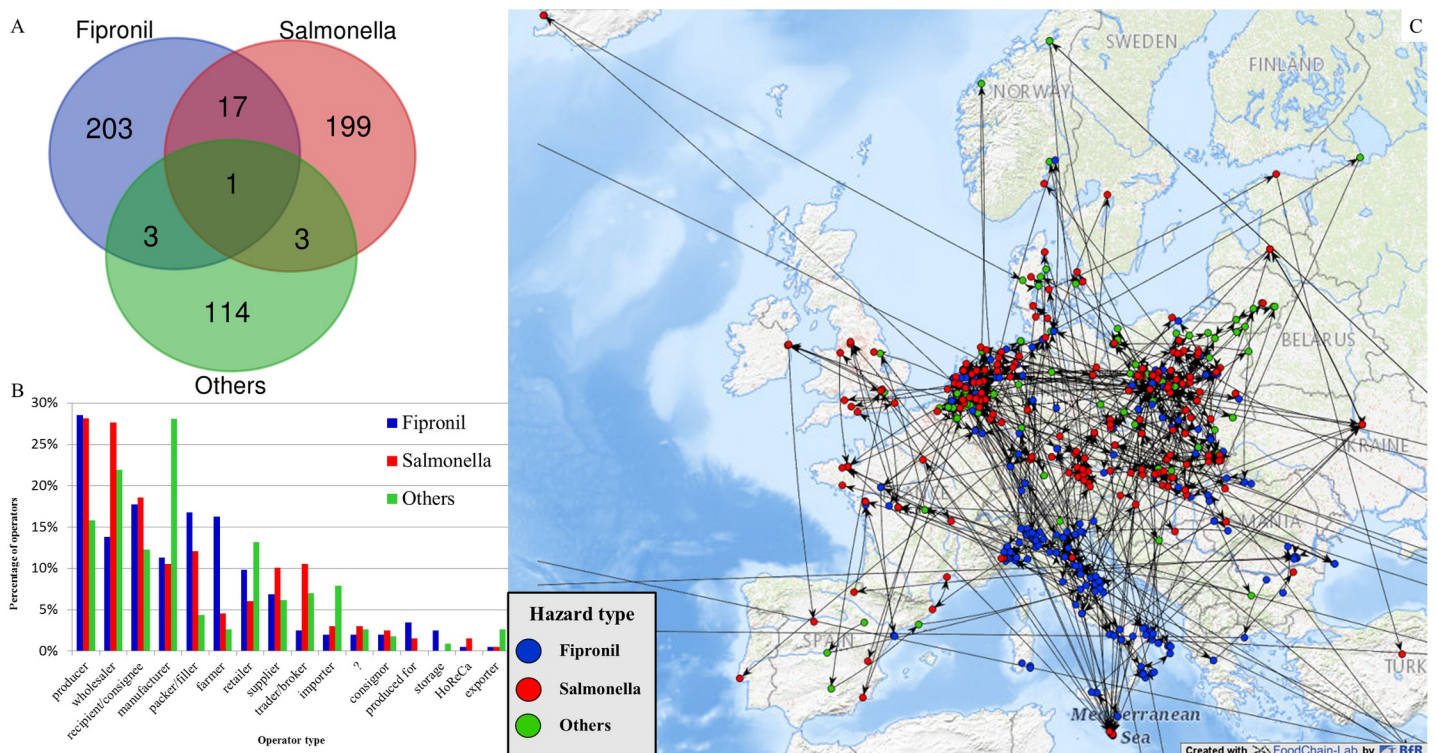 A
Fipronil
Salmonella
203
17
199
1
3
3
114
Others
B
Percentage of operators
30%
25%
20%
15%
10%
5%
0%
Fipronil
Salmonella
Others
producer
wholesaler
recipient/consignee
manufacturer
packer/filler
farmer
retailer
supplier
trader/broker
importer
?
consignor
produced for
storage
HoReCa
exporter
Operator type
C
SWEDEN
FINLAND
NORWAY
BELARUS
UKRAINE
MANIA
SPAIN
TURK
Mediterranean
Sea
Hazard type
Fipronil
Salmonella
Others
Created with FoodChain-Lab by BfR